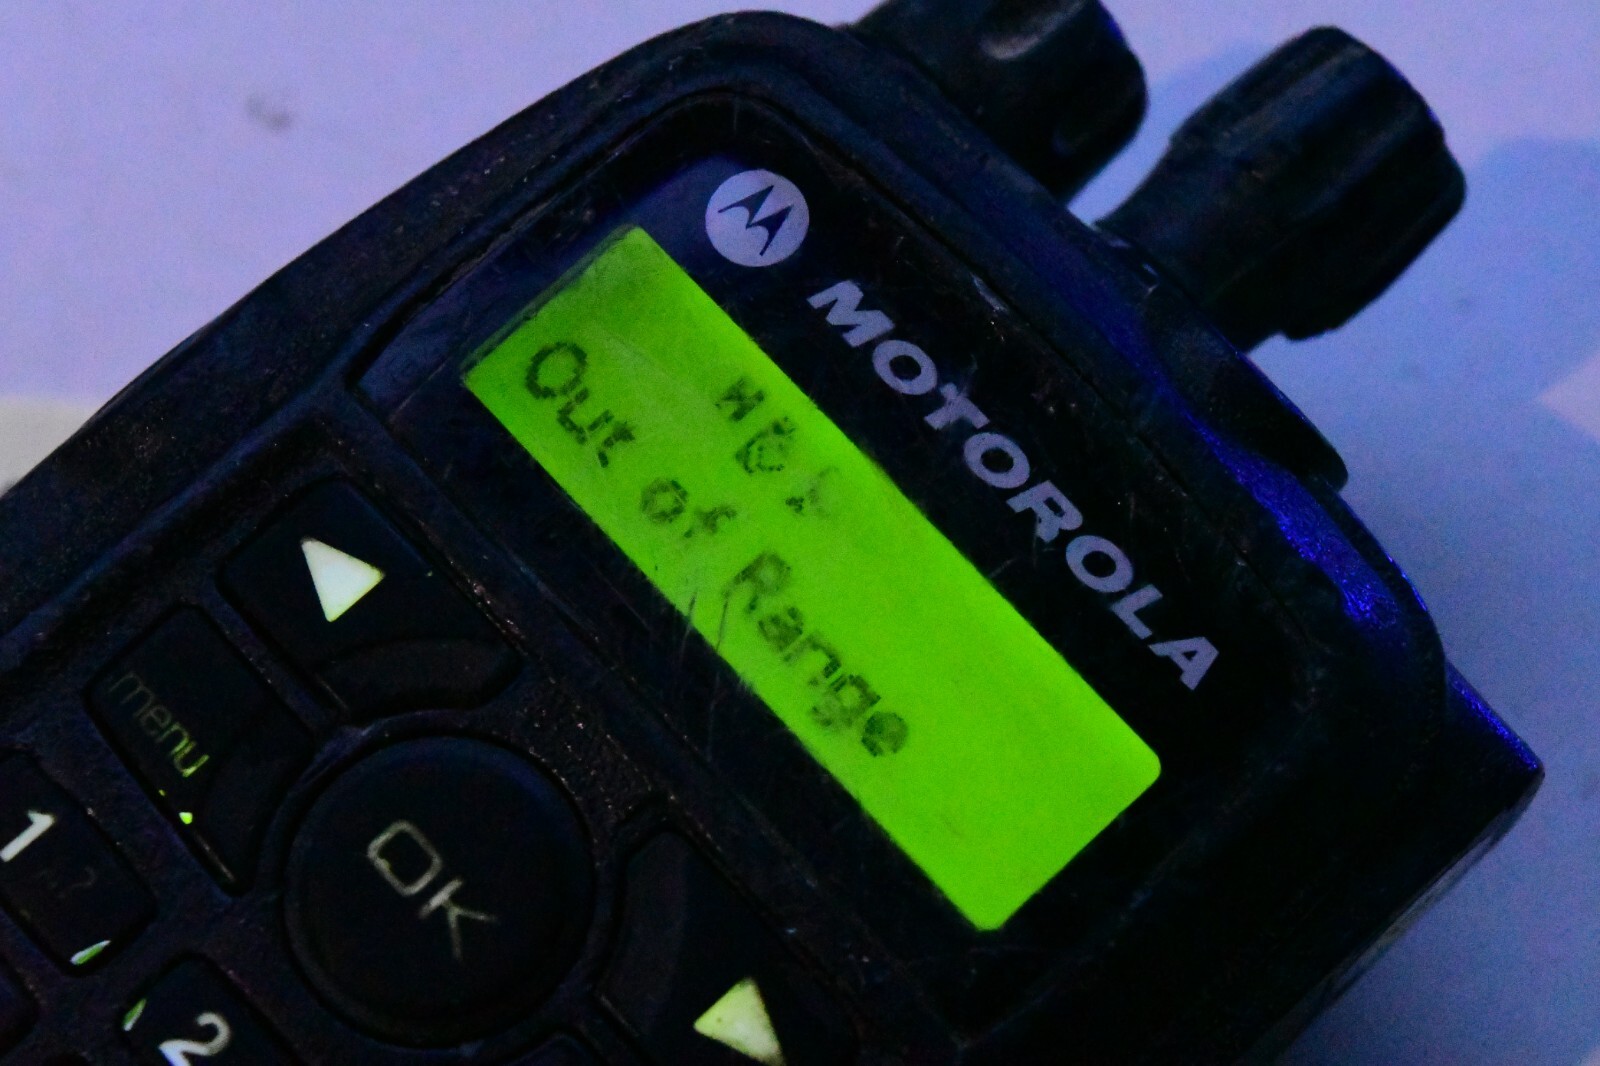 MOTOROLA
Out of Range
menu
OK
1
2